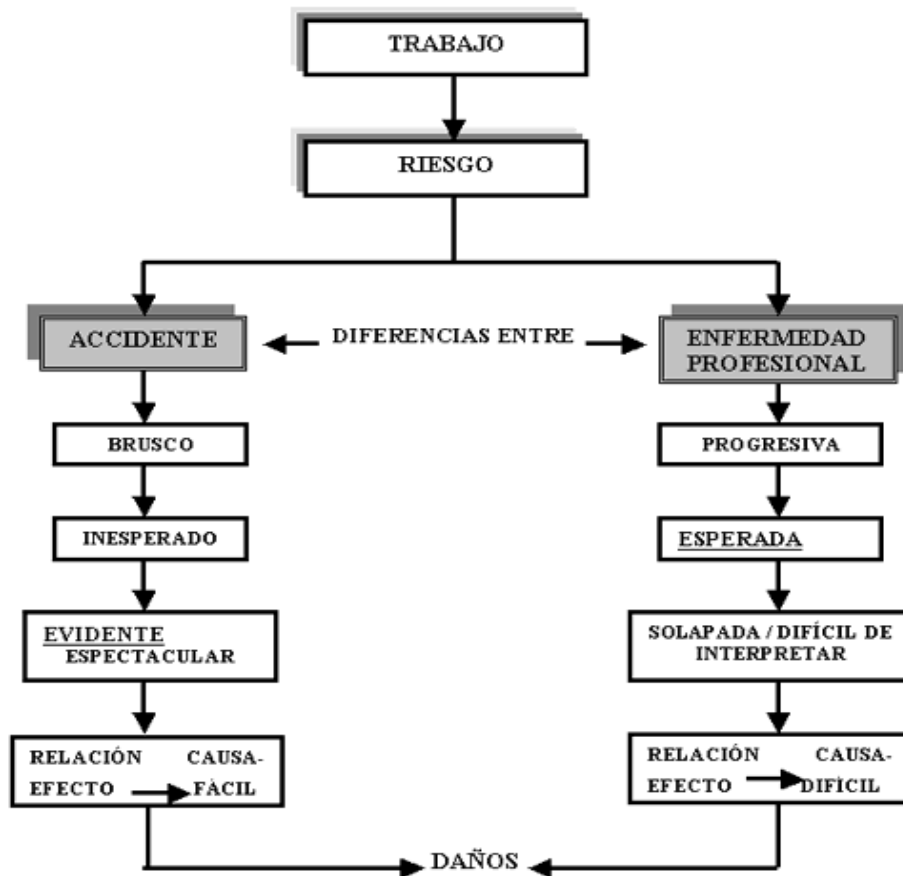 TRABAJO
RIESGO
ACCIDENTE
DIFERENCIAS ENTRE
ENFERMEDAD
PROFESIONAL
BRUSCO
PROGRESIVA
INESPERADO
ESPERADA
EVIDENTE
ESPECTACULAR
SOLAPADA / DIFÍCIL DE
INTERPRETAR
RELACIÓN CAUSA-
EFECTO FÁCIL
RELACIÓN CAUSA-
EFECTO DIFÍCIL
DAÑOS